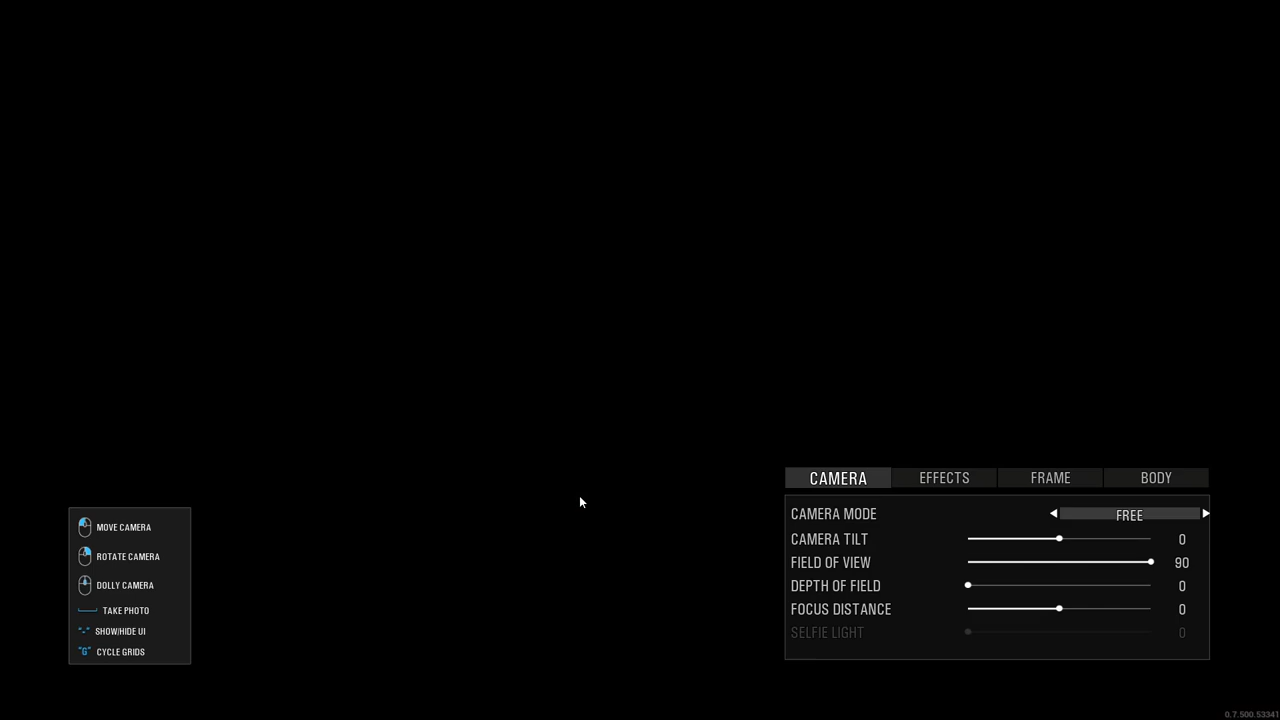 CAMERA EFFECTS FRAME BODY
CAMERA MODE FREE
CAMERA TILT 0
FIELD OF VIEW 90
DEPTH OF FIELD 0
FOCUS DISTANCE 0
SELFIE LIGHT 0
MOVE CAMERA
ROTATE CAMERA
DOLLY CAMERA
TAKE PHOTO
SHOW/HIDE UI
"G" CYCLE GRIDS
0.7.500.5334